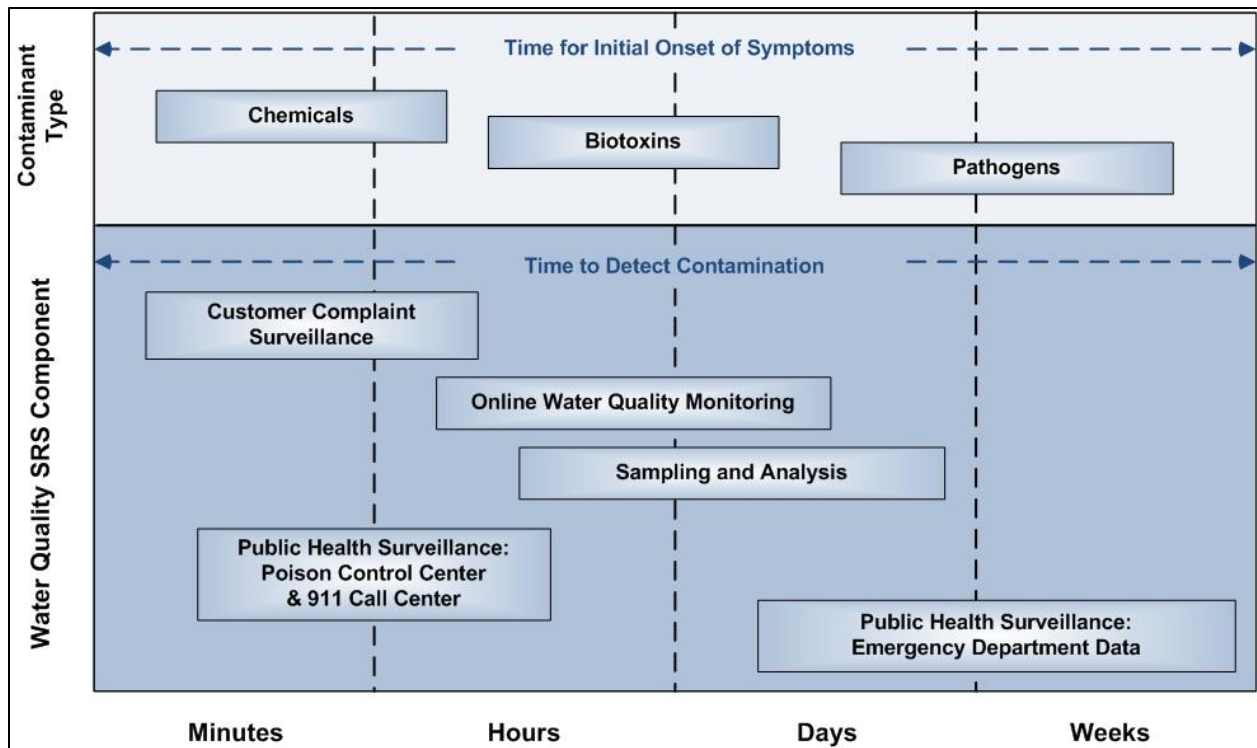 Contaminant
Type
Time for Initial Onset of Symptoms
Chemicals
Biotoxins
Pathogens
Water Quality SRS Component
Time to Detect Contamination
Customer Complaint
Surveillance
Online Water Quality Monitoring
Sampling and Analysis
Public Health Surveillance:
Poison Control Center
& 911 Call Center
Public Health Surveillance:
Emergency Department Data
Minutes
Hours
Days
Weeks